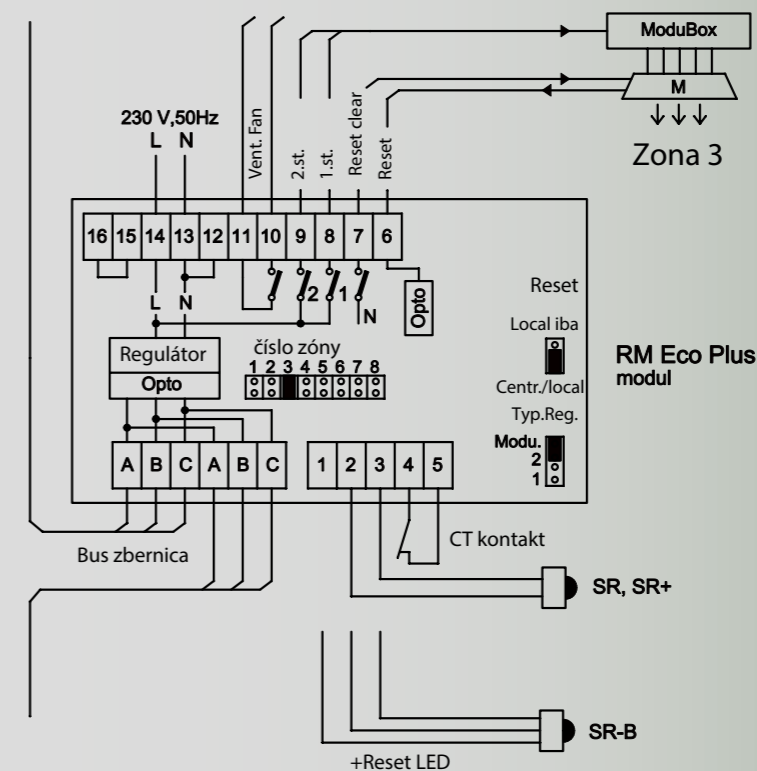 ModuBox
M
Zona 3
230 V,50Hz
L N
Vent. Fan
2.st.
1.st.
Reset clear
Reset
16 15 14 13 12 11 10 9 8 7 6
L N
2 1
N
Opto
Reset
Local iba
Centr./local
Typ.Reg.
Modu.
2
1
RM Eco Plus
modul
Regulátor
Opto
číslo zóny
1 2 3 4 5 6 7 8
A B C A B C
1 2 3 4 5
Bus zbernica
CT kontakt
SR, SR+
SR-B
+Reset LED